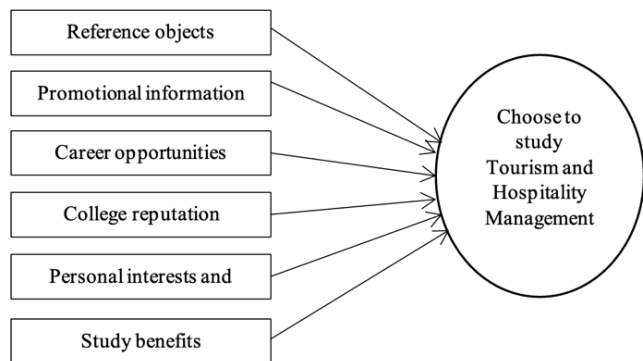 Reference objects
Promotional information
Career opportunities
College reputation
Personal interests and
Study benefits
Choose to
study
Tourism and
Hospitality
Management